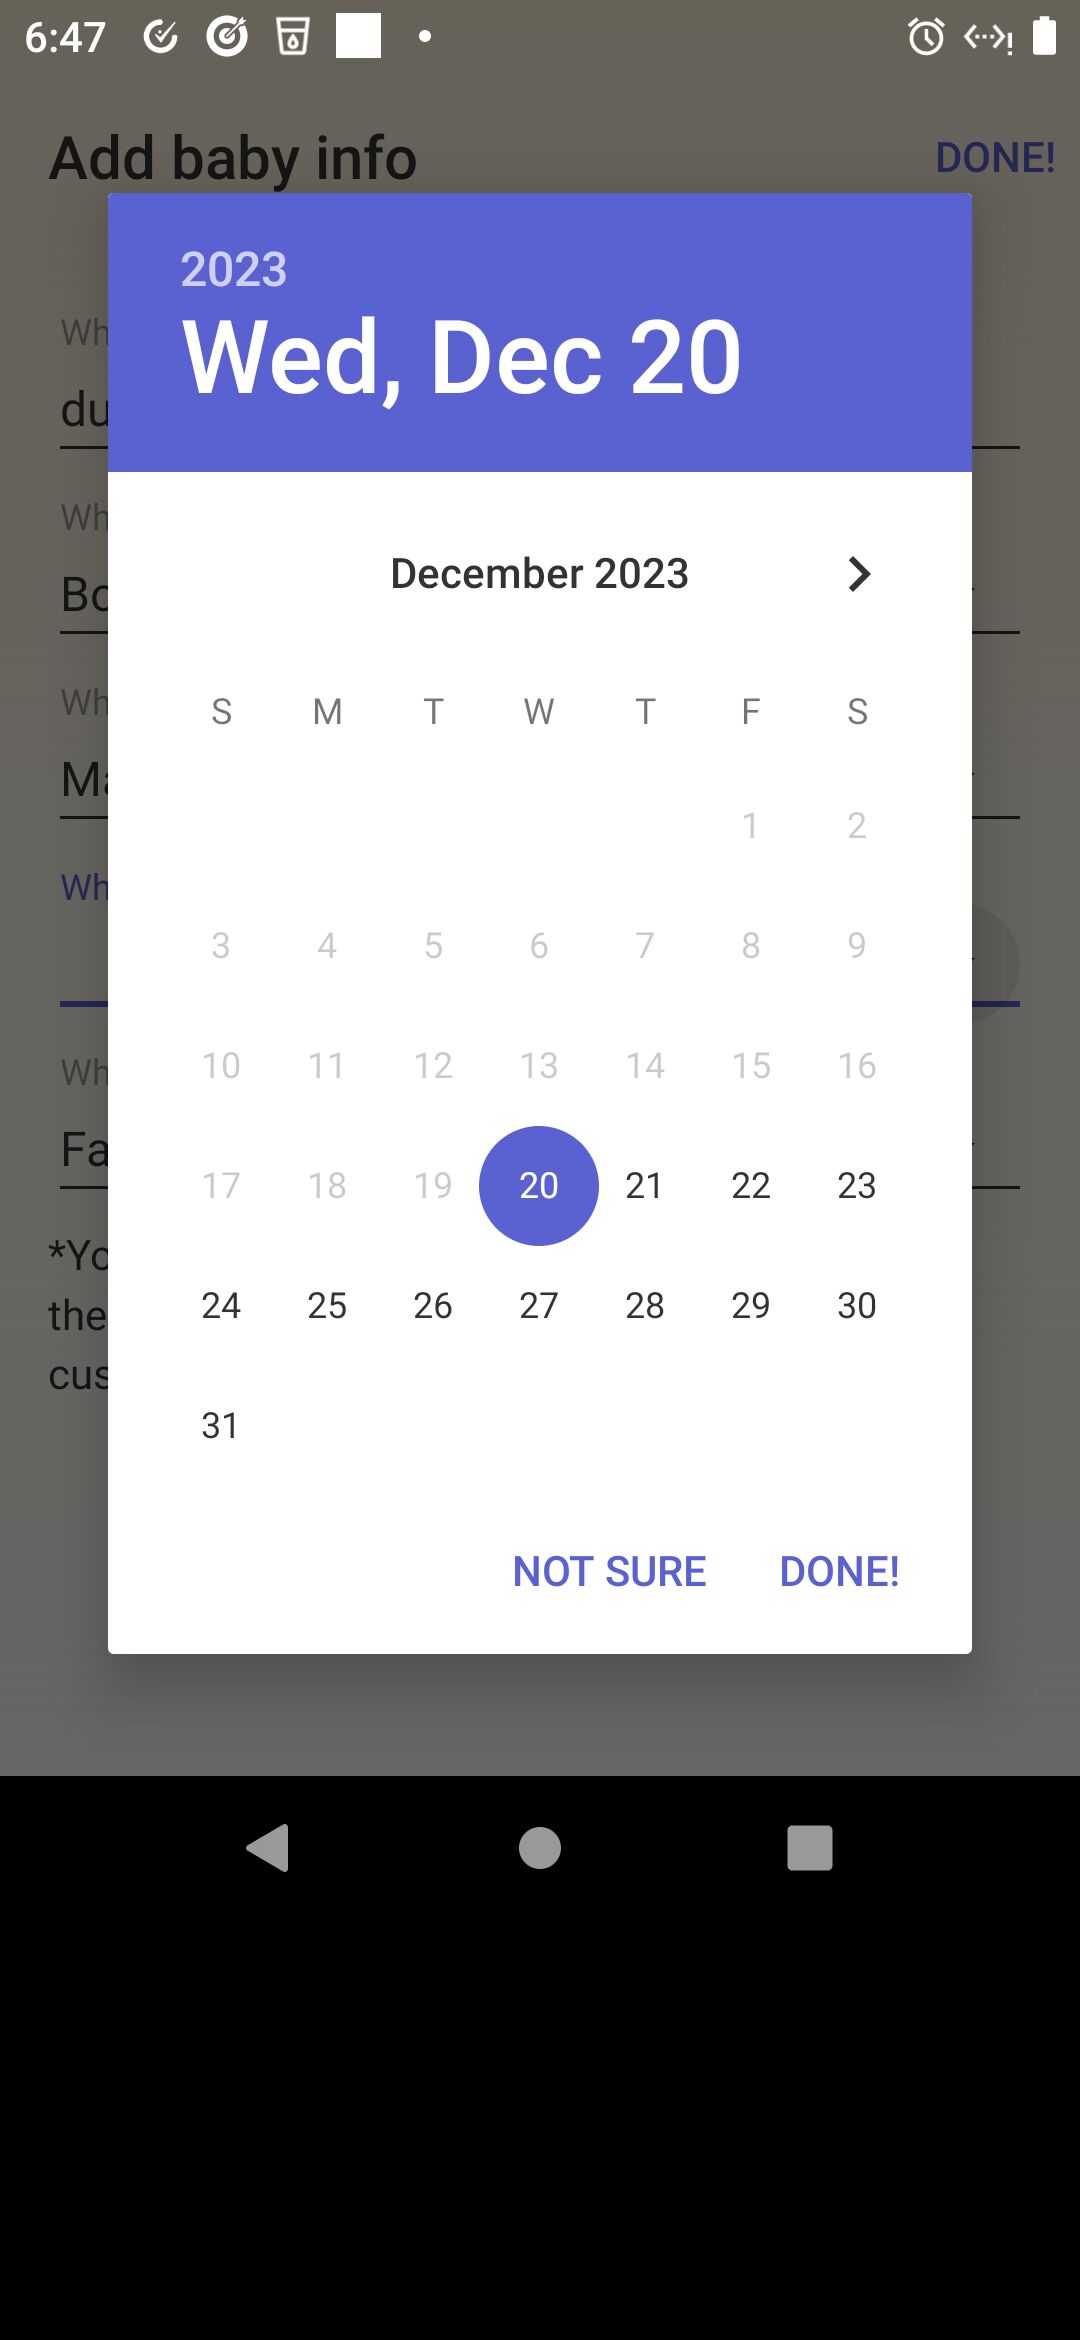 6:47
Add baby info
DONE!
2023
Wed, Dec 20
Wh
du
Wh
Bo
Wh
Ma
Wh
Wh
Fa
*Yo
the
cus
December 2023
S M T W T F S
1 2
3 4 5 6 7 8 9
10 11 12 13 14 15 16
17 18 19 20 21 22 23
24 25 26 27 28 29 30
31
NOT SURE DONE!